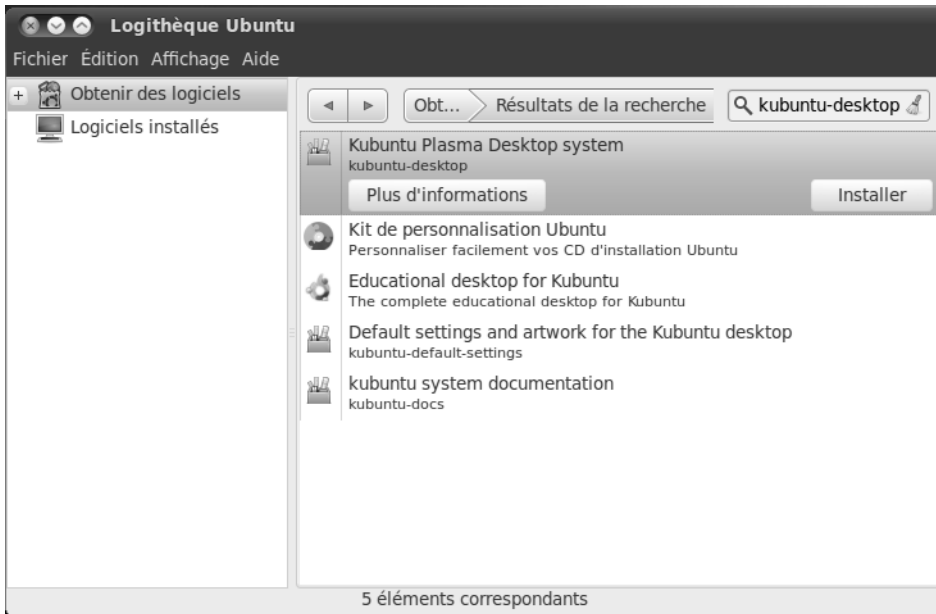 Logithèque Ubuntu
Fichier Édition Affichage Aide
Obtenir des logiciels
Logiciels installés
Obt... Résultats de la recherche kubuntu-desktop
Kubuntu Plasma Desktop system
kubuntu-desktop
Plus d'informations Installer
Kit de personnalisation Ubuntu
Personnaliser facilement vos CD d'installation Ubuntu
Educational desktop for Kubuntu
The complete educational desktop for Kubuntu
Default settings and artwork for the Kubuntu desktop
kubuntu-default-settings
kubuntu system documentation
kubuntu-docs
5 éléments correspondants